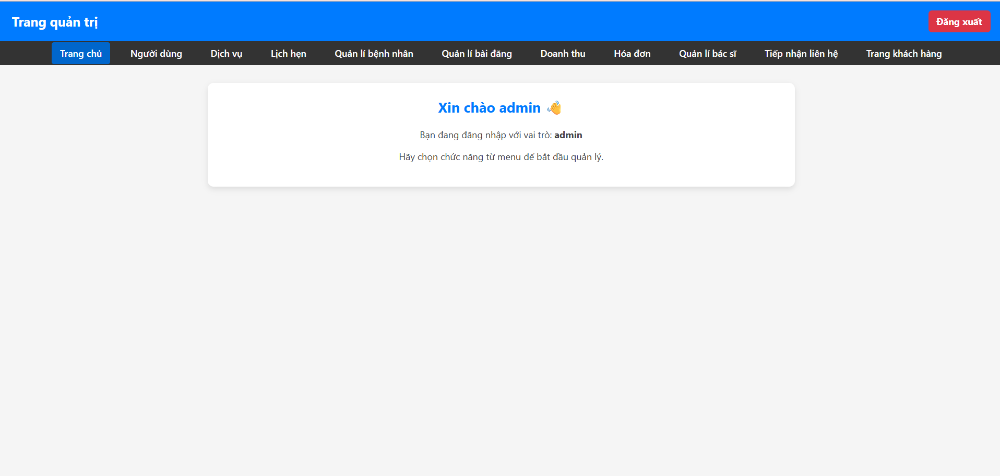 Trang quản trị
Đăng xuất
Trang chủ Người dùng Dịch vụ Lịch hẹn Quản lí bệnh nhân Quản lí bài đăng Doanh thu Hóa đơn Quản lí bác sĩ Tiếp nhận liên hệ Trang khách hàng
Xin chào admin 👋
Bạn đang đăng nhập với vai trò: admin
Hãy chọn chức năng từ menu để bắt đầu quản lý.